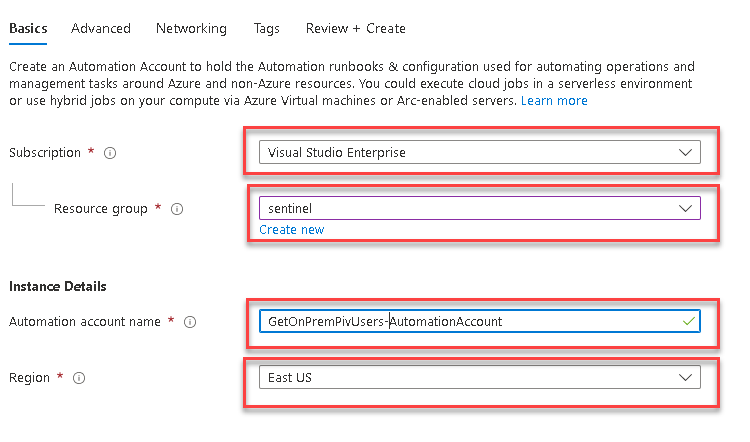 Basics Advanced Networking Tags Review + Create
Create an Automation Account to hold the Automation runbooks & configuration used for automating operations and
management tasks around Azure and non-Azure resources. You could execute cloud jobs in a serverless environment
or use hybrid jobs on your compute via Azure Virtual machines or Arc-enabled servers. Learn more
Subscription * Visual Studio Enterprise
Resource group * sentinel
Create new
Instance Details
Automation account name * GetOnPremPivUsers-AutomationAccount
Region * East US